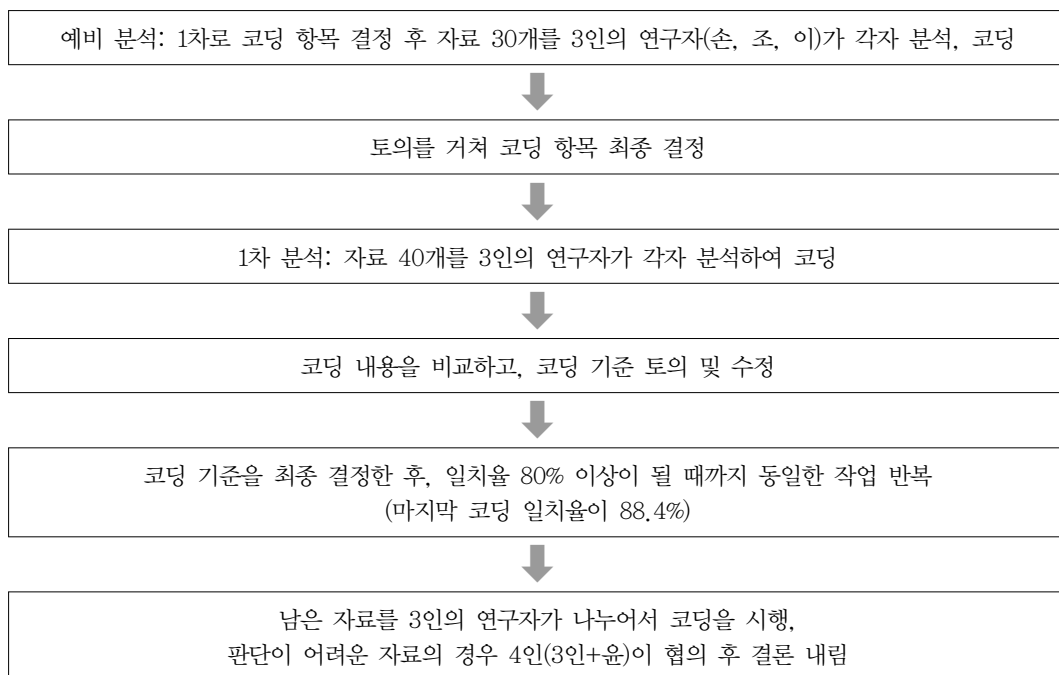 예비 분석: 1차로 코딩 항목 결정 후 자료 30개를 3인의 연구자(손, 조, 이)가 각자 분석, 코딩
토의를 거쳐 코딩 항목 최종 결정
1차 분석: 자료 40개를 3인의 연구자가 각자 분석하여 코딩
코딩 내용을 비교하고, 코딩 기준 토의 및 수정
코딩 기준을 최종 결정한 후, 일치율 80% 이상이 될 때까지 동일한 작업 반복
(마지막 코딩 일치율이 88.4%)
남은 자료를 3인의 연구자가 나누어서 코딩을 시행,
판단이 어려운 자료의 경우 4인(3인+윤)이 협의 후 결론 내림